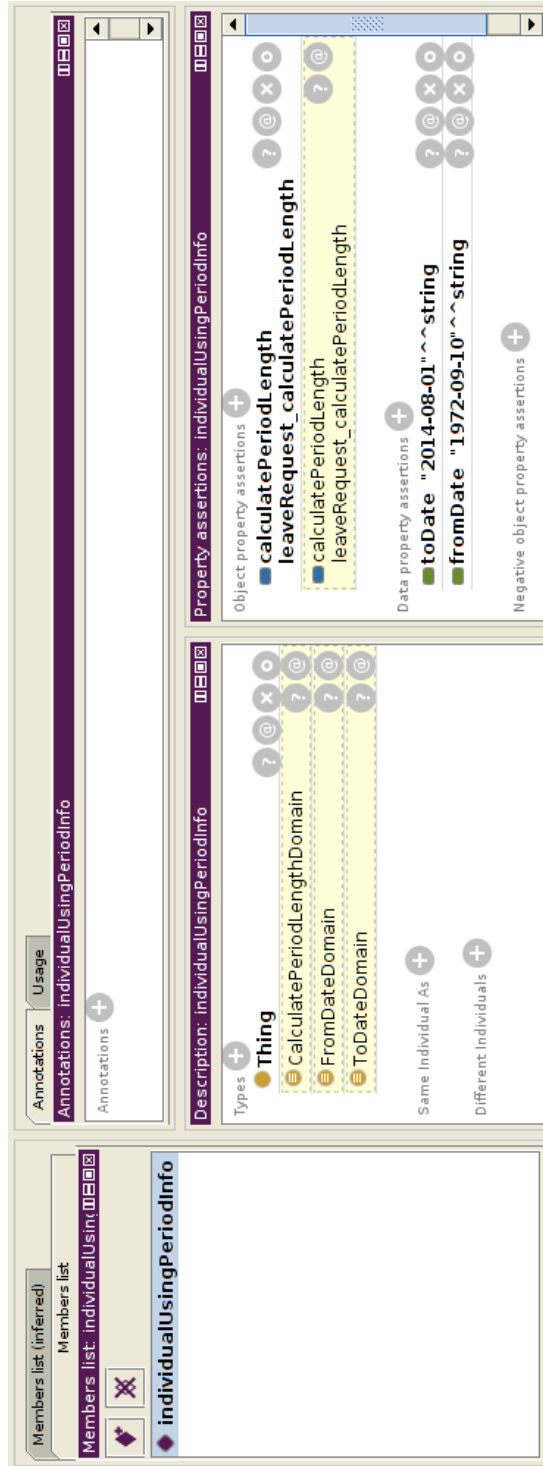 Members list (inferred)
Members list
Members list: individualUsing
individualUsingPeriodInfo
Annotations
Usage
Annotations: individualUsingPeriodInfo
Annotations
Description: individualUsingPeriodInfo
Types
Thing
CalculatePeriodLengthDomain
FromDateDomain
ToDateDomain
Same Individual As
Different Individuals
Property assertions: individualUsingPeriodInfo
Object property assertions
calculatePeriodLength
leaveRequest_calculatePeriodLength
calculatePeriodLength
leaveRequest_calculatePeriodLength
Data property assertions
toDate "2014-08-01"^^string
fromDate "1972-09-10"^^string
Negative object property assertions